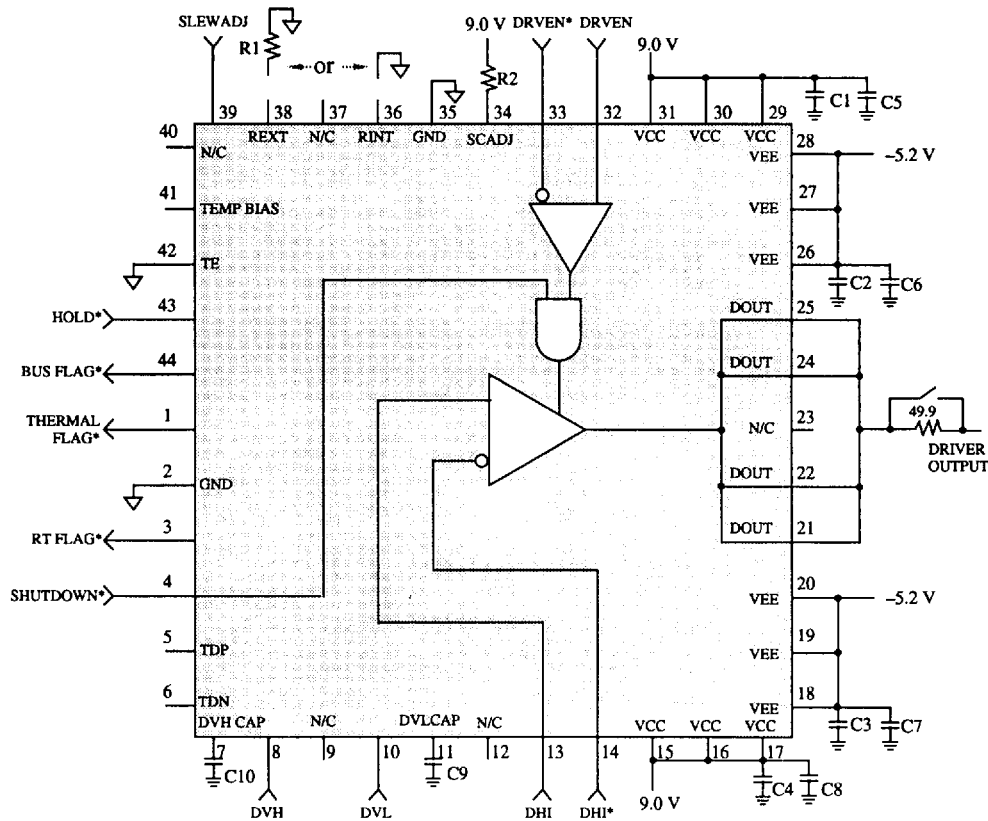 SLEWADJ
R1
or
9.0 V
DRVEN* DRVEN
9.0 V
R2
C1
C5
39 38 37 36 35 34 33 32 31 30 29
40
REXT N/C RINT GND SCADJ VCC VCC VCC
28
N/C
VEE
–5.2 V
41
27
TEMP BIAS
VEE
42
26
TE
VEE
C2 C6
43
25
HOLD*
DOUT
44
24
BUS FLAG*
DOUT
1
23
THERMAL
FLAG*
N/C
49.9
DRIVER
OUTPUT
2
22
GND
DOUT
3
21
RT FLAG*
DOUT
4
20
SHUTDOWN*
VEE
–5.2 V
5
19
TDP
VEE
6
18
TDN
VEE
C3 C7
DVH CAP N/C DVLCAP N/C VCC VCC VCC
7 8 9 10 11 12 13 14 15 16 17
C10
C9
C4 C8
DVH DVL DHI DHI* 9.0 V